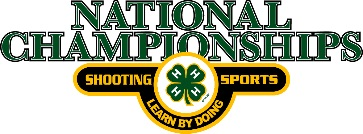 NATIONAL
CHAMPIONSHIPS
SHOOTING SPORTS
H H H H
LEARN BY DOING